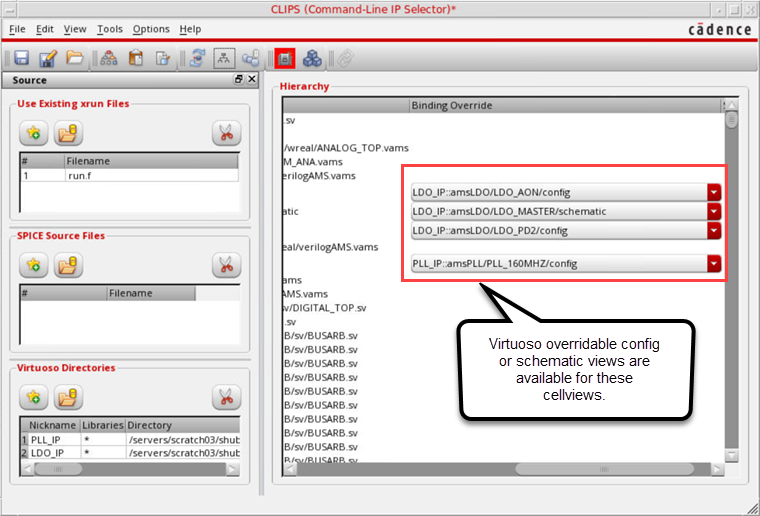 CLIPS (Command-Line IP Selector)*
File Edit View Tools Options Help
cādence
Source
Use Existing xrun Files
# Filename
1 run.f
SPICE Source Files
# Filename
Virtuoso Directories
Nickname Libraries Directory
1 PLL_IP * /servers/scratch03/shub
2 LDO_IP * /servers/scratch03/shub
Hierarchy
Binding Override
.sv
/wreal/ANALOG_TOP.vams
M_ANA.vams
erilogAMS.vams
LDO_IP::amsLDO/LDO_AON/config
atic LDO_IP::amsLDO/LDO_MASTER/schematic
LDO_IP::amsLDO/LDO_PD2/config
eal/verilogAMS.vams
PLL_IP::amsPLL/PLL_160MHZ/config
ams
AMS.vams
sv/DIGITAL_TOP.sv
.sv
B/sv/BUSARB.sv
B/sv/BUSARB.sv
B/sv/BUSARB.sv
B/sv/BUSARB.sv
B/sv/BUSARB.sv
B/sv/BUSARB.sv
B/sv/BUSARB.sv
B/sv/BUSARB.sv
B/sv/BUSARB.sv
B/sv/BUSARB.sv
Virtuoso overridable config
or schematic views are
available for these
cellviews.